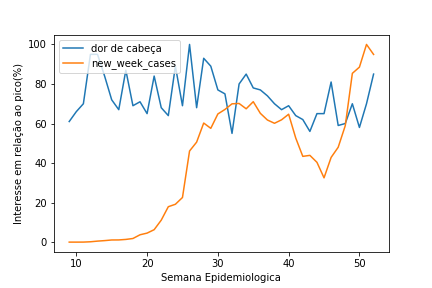 dor de cabeça
new_week_cases
100
80
60
40
20
0
Interesse em relação ao pico(%)
10
20
30
40
50
Semana Epidemiologica